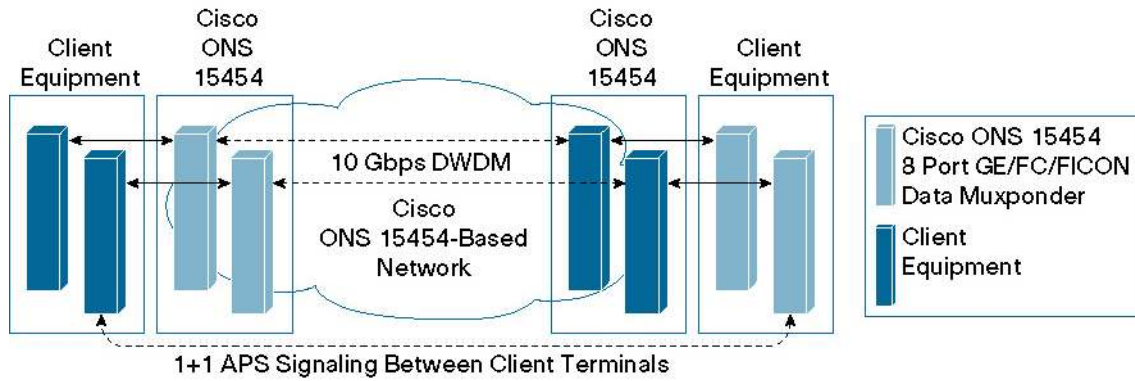 Client
Equipment
Cisco
ONS
15454
Cisco
ONS
15454
Client
Equipment
10 Gbps DWDM
Cisco
ONS 15454-Based
Network
1+1 APS Signaling Between Client Terminals
Cisco ONS 15454
8 Port GE/FC/FICON
Data Muxponder
Client
Equipment